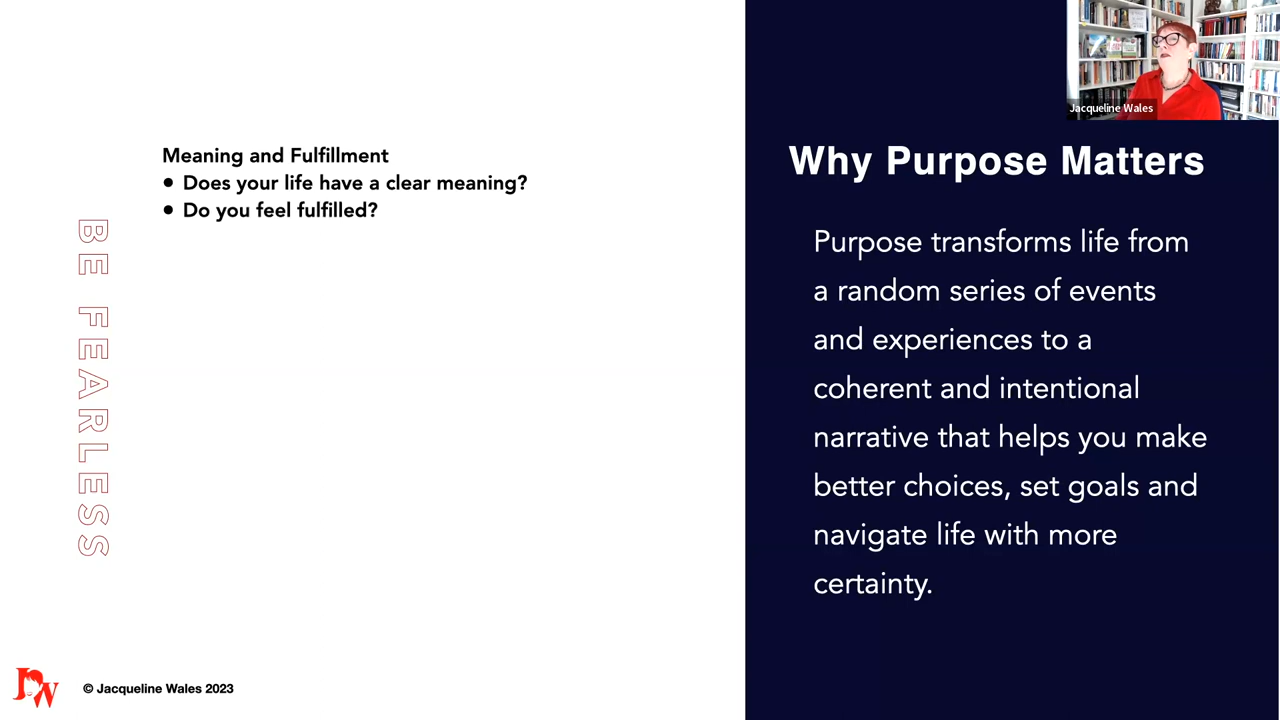 Meaning and Fulfillment
● Does your life have a clear meaning?
● Do you feel fulfilled?
BE FEARLESS
JW
© Jacqueline Wales 2023
Jacqueline Wales
Why Purpose Matters
Purpose transforms life from
a random series of events
and experiences to a
coherent and intentional
narrative that helps you make
better choices, set goals and
navigate life with more
certainty.